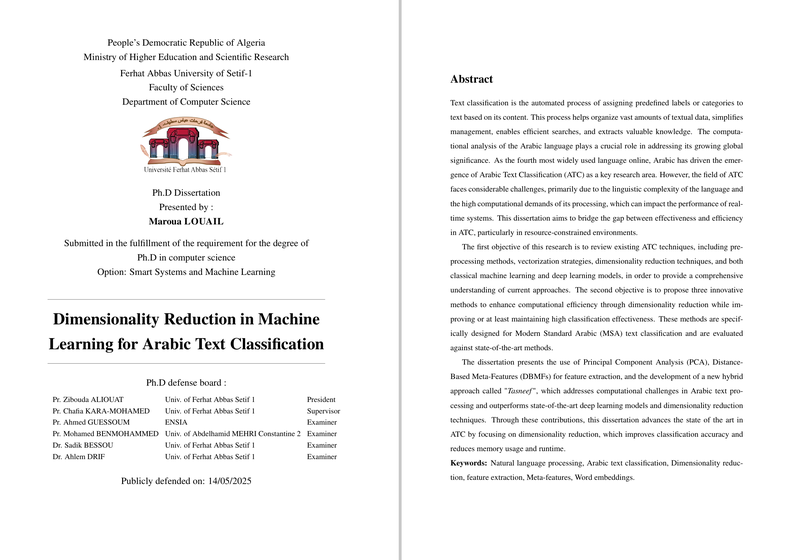 People's Democratic Republic of Algeria
Ministry of Higher Education and Scientific Research
Ferhat Abbas University of Setif-1
Faculty of Sciences
Department of Computer Science
Université Ferhat Abbas Setif 1
Ph.D Dissertation
Presented by :
Maroua LOUAIL
Submitted in the fulfillment of the requirement for the degree of
Ph.D in computer science
Option: Smart Systems and Machine Learning
Dimensionality Reduction in Machine
Learning for Arabic Text Classification
Ph.D defense board :
Pr. Zibouda ALIOUAT Univ. of Ferhat Abbas Setif 1 President
Pr. Chafia KARA-MOHAMED Univ. of Ferhat Abbas Setif 1 Supervisor
Pr. Ahmed GUESSOUM ENSIA Examiner
Pr. Mohamed BENMOHAMMED Univ. of Abdelhamid MEHRI Constantine 2 Examiner
Dr. Sadik BESSOU Univ. of Ferhat Abbas Setif 1 Examiner
Dr. Ahlem DRIF Univ. of Ferhat Abbas Setif 1 Examiner
Publicly defended on: 14/05/2025
Abstract
Text classification is the automated process of assigning predefined labels or categories to
text based on its content. This process helps organize vast amounts of textual data, simplifies
management, enables efficient searches, and extracts valuable knowledge. The computa-
tional analysis of the Arabic language plays a crucial role in addressing its growing global
significance. As the fourth most widely used language online, Arabic has driven the emer-
gence of Arabic Text Classification (ATC) as a key research area. However, the field of ATC
faces considerable challenges, primarily due to the linguistic complexity of the language and
the high computational demands of its processing, which can impact the performance of real-
time systems. This dissertation aims to bridge the gap between effectiveness and efficiency
in ATC, particularly in resource-constrained environments.
The first objective of this research is to review existing ATC techniques, including pre-
processing methods, vectorization strategies, dimensionality reduction techniques, and both
classical machine learning and deep learning models, in order to provide a comprehensive
understanding of current approaches. The second objective is to propose three innovative
methods to enhance computational efficiency through dimensionality reduction while im-
proving or at least maintaining high classification effectiveness. These methods are specif-
ically designed for Modern Standard Arabic (MSA) text classification and are evaluated
against state-of-the-art methods.
The dissertation presents the use of Principal Component Analysis (PCA), Distance-
Based Meta-Features (DBMFs) for feature extraction, and the development of a new hybrid
approach called "Tasneef", which addresses computational challenges in Arabic text pro-
cessing and outperforms state-of-the-art deep learning models and dimensionality reduction
techniques. Through these contributions, this dissertation advances the state of the art in
ATC by focusing on dimensionality reduction, which improves classification accuracy and
reduces memory usage and runtime.
Keywords: Natural language processing, Arabic text classification, Dimensionality reduc-
tion, feature extraction, Meta-features, Word embeddings.